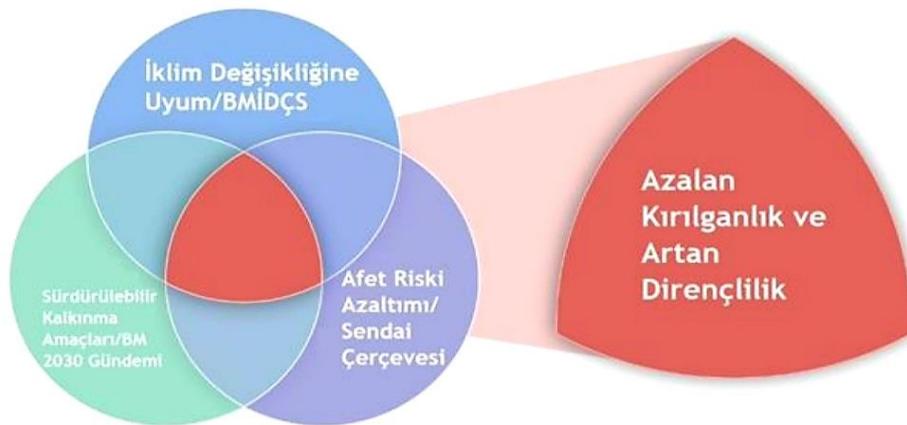 İklim Değişikliğine
Uyum/BMİDÇS
Sürdürülebilir
Kalkınma
Amaçları/BM
2030 Gündemi
Afet Riski
Azaltımı/
Sendai
Çerçevesi
Azalan
Kırılganlık ve
Artan
Dirençlilik